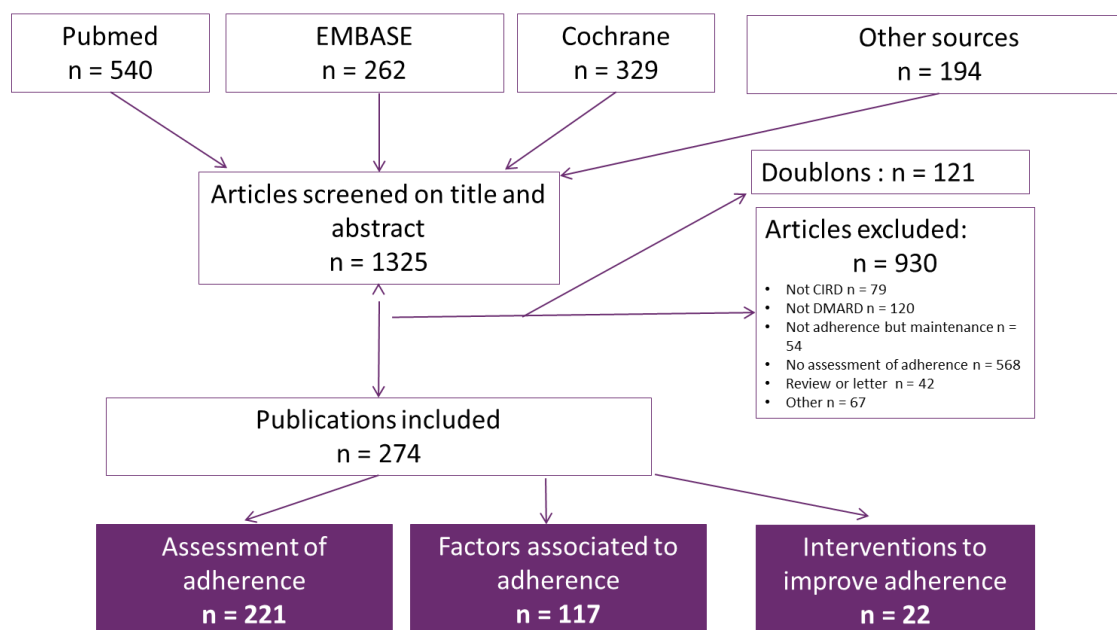 Pubmed
n = 540
EMBASE
n = 262
Cochrane
n = 329
Other sources
n = 194
Articles screened on title and
abstract
n = 1325
Doublons : n = 121
Articles excluded:
n = 930
• Not CIRD n = 79
• Not DMARD n = 120
• Not adherence but maintenance n =
54
• No assessment of adherence n = 568
• Review or letter n = 42
• Other n = 67
Publications included
n = 274
Assessment of
adherence
n = 221
Factors associated to
adherence
n = 117
Interventions to
improve adherence
n = 22